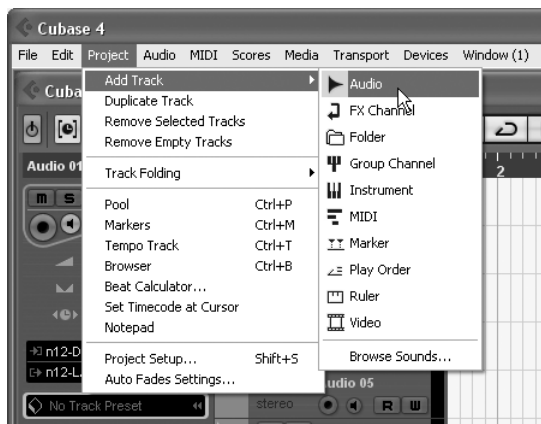 Cubase 4
File Edit Project Audio MIDI Scores Media Transport Devices Window (1)
Cuba
Add Track
Duplicate Track
Remove Selected Tracks
Remove Empty Tracks
Track Folding
Pool Ctrl+P
Markers Ctrl+M
Tempo Track Ctrl+T
Browser Ctrl+B
Beat Calculator...
Set Timecode at Cursor
Notepad
Project Setup... Shift+S
Auto Fades Settings...
Audio
FX Channel
Folder
Group Channel
Instrument
MIDI
Marker
Play Order
Ruler
Video
Browse Sounds...
2
Audio 01
m S
n12-D
n12-L
No Track Preset
udio 05
stereo
R W